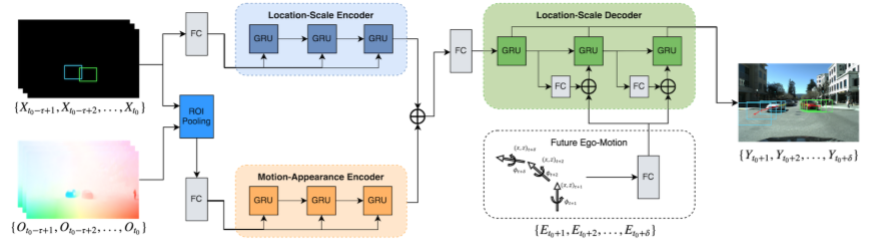 Location-Scale Encoder
Location-Scale Decoder
FC
GRU
GRU
GRU
FC
GRU
GRU
GRU
FC
FC
{X_{t₀-τ+1}, X_{t₀-τ+2}, . . . , X_{t₀}}
ROI
Pooling
{Y_{t₀+1}, Y_{t₀+2}, . . . , Y_{t₀+δ}}
Future Ego-Motion
Motion-Appearance Encoder
FC
GRU
GRU
GRU
FC
{O_{t₀-τ+1}, O_{t₀-τ+2}, . . . , O_{t₀}}
{E_{t₀+1}, E_{t₀+2}, . . . , E_{t₀+δ}}